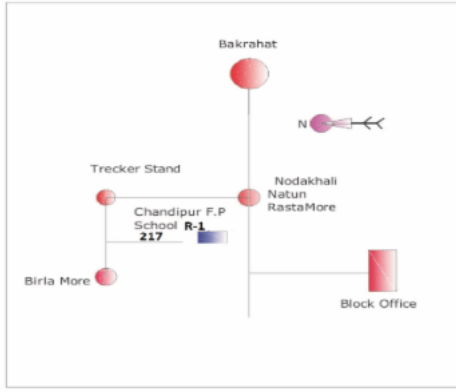 Bakrahat
N
Trecker Stand
Nodakhali
Natun
RastaMore
Chandipur F.P
School R-1
217
Birla More
Block Office